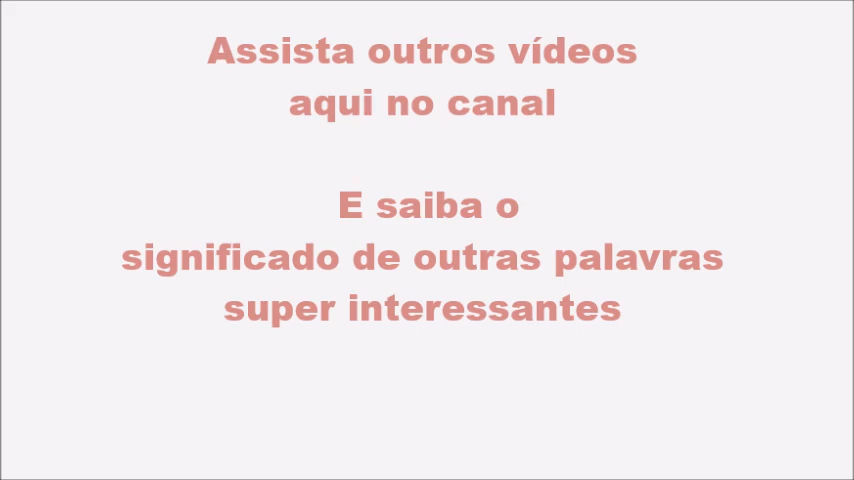 Assista outros vídeos
aqui no canal
E saiba o
significado de outras palavras
super interessantes